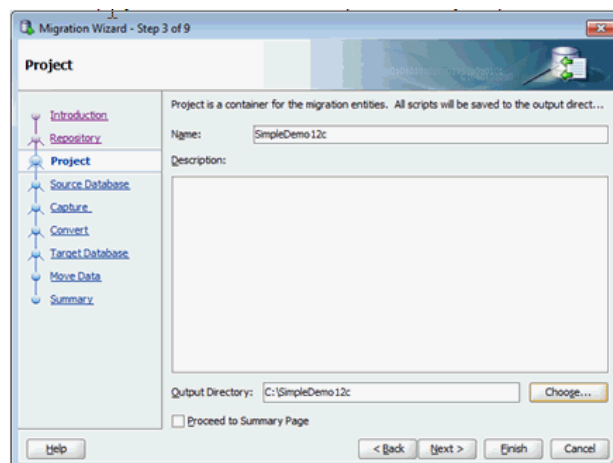 Migration Wizard - Step 3 of 9
Project
Introduction
Repository
Project
Source Database
Capture
Convert
Target Database
Move Data
Summary
Project is a container for the migration entities. All scripts will be saved to the output direct...
Name: SimpleDemo12c
Description:
Output Directory: C:\SimpleDemo12c Choose...
Proceed to Summary Page
Help < Back Next > Finish Cancel